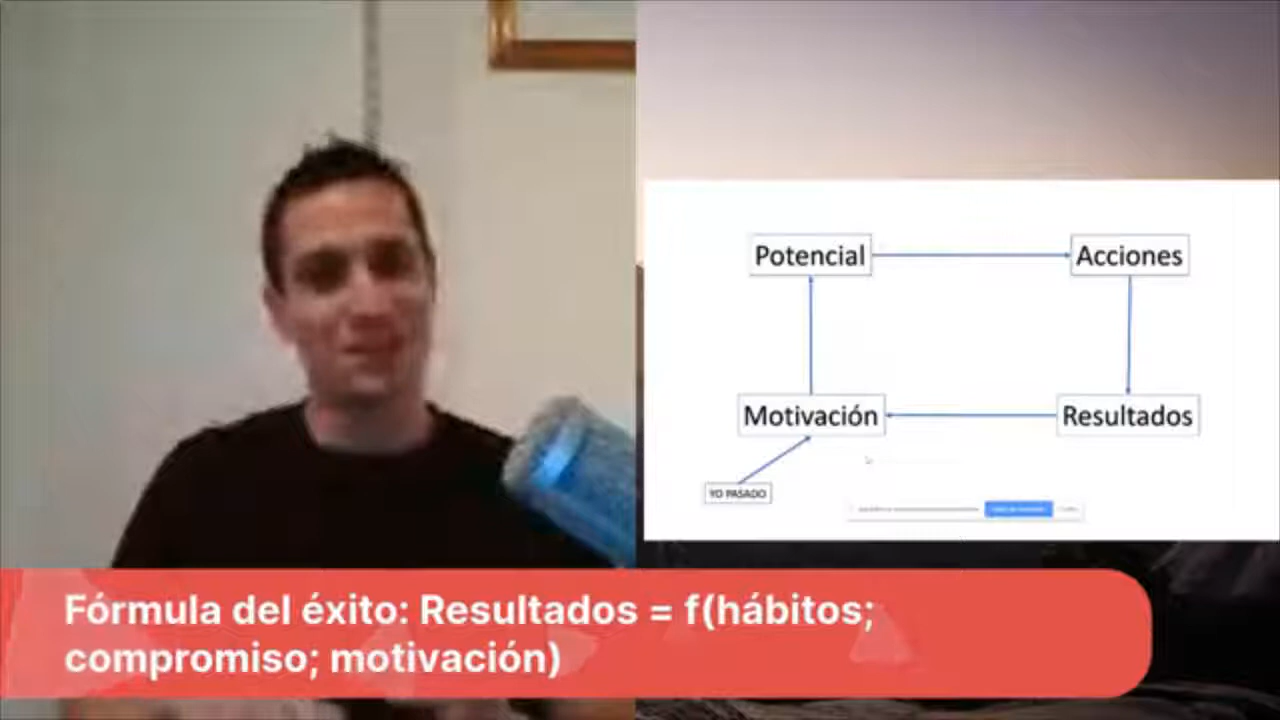 Potencial
Acciones
Motivación
Resultados
YO PASADO
Fórmula del éxito: Resultados = f(hábitos;
compromiso; motivación)